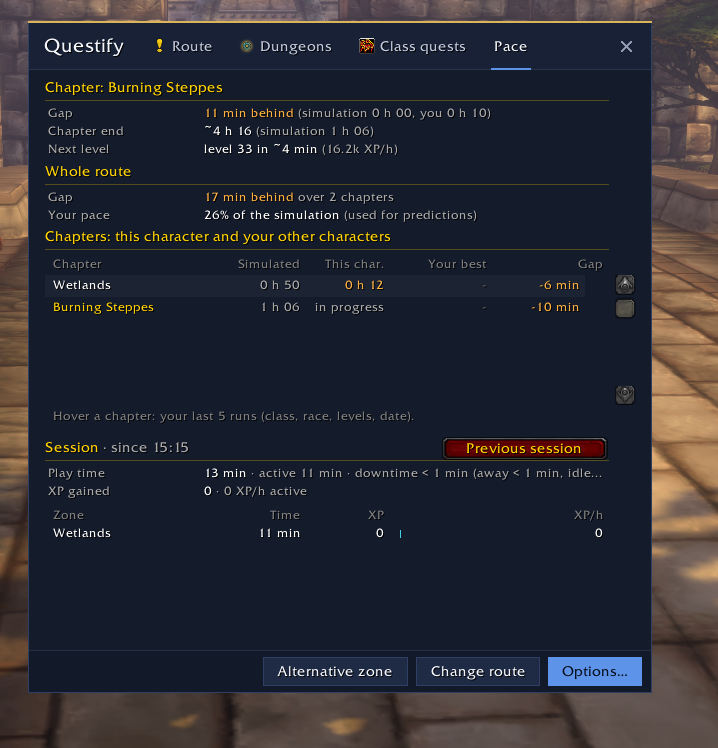 Questify Route Dungeons Class quests Pace
Chapter: Burning Steppes
Gap 11 min behind (simulation 0 h 00, you 0 h 10)
Chapter end ~4 h 16 (simulation 1 h 06)
Next level level 33 in ~4 min (16.2k XP/h)
Whole route
Gap 17 min behind over 2 chapters
Your pace 26% of the simulation (used for predictions)
Chapters: this character and your other characters
Chapter Simulated This char. Your best Gap
Wetlands 0 h 50 0 h 12 - -6 min
Burning Steppes 1 h 06 in progress - -10 min
Hover a chapter: your last 5 runs (class, race, levels, date).
Session · since 15:15 Previous session
Play time 13 min · active 11 min · downtime < 1 min (away < 1 min, idle...
XP gained 0 · 0 XP/h active
Zone Time XP XP/h
Wetlands 11 min 0 0
Alternative zone Change route Options...